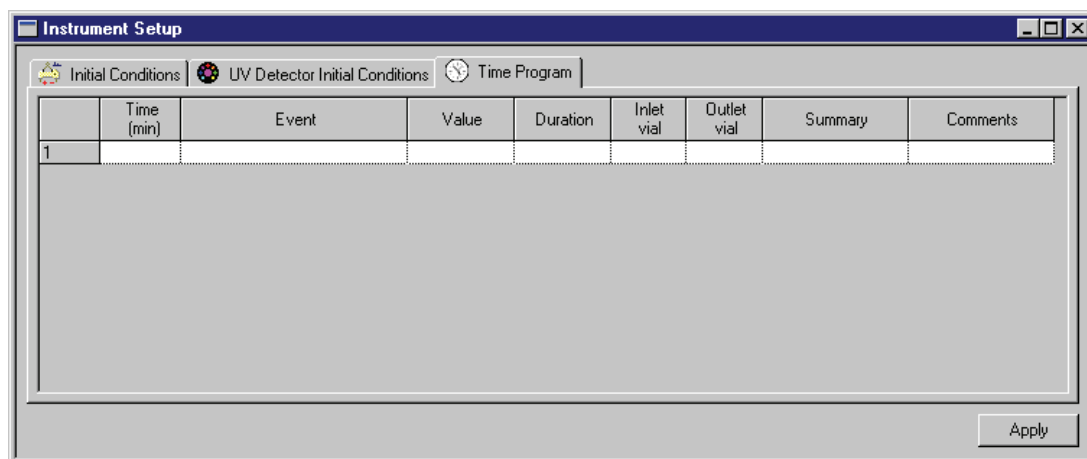 Instrument Setup
Initial Conditions UV Detector Initial Conditions Time Program
Time (min) Event Value Duration Inlet vial Outlet vial Summary Comments
1
Apply